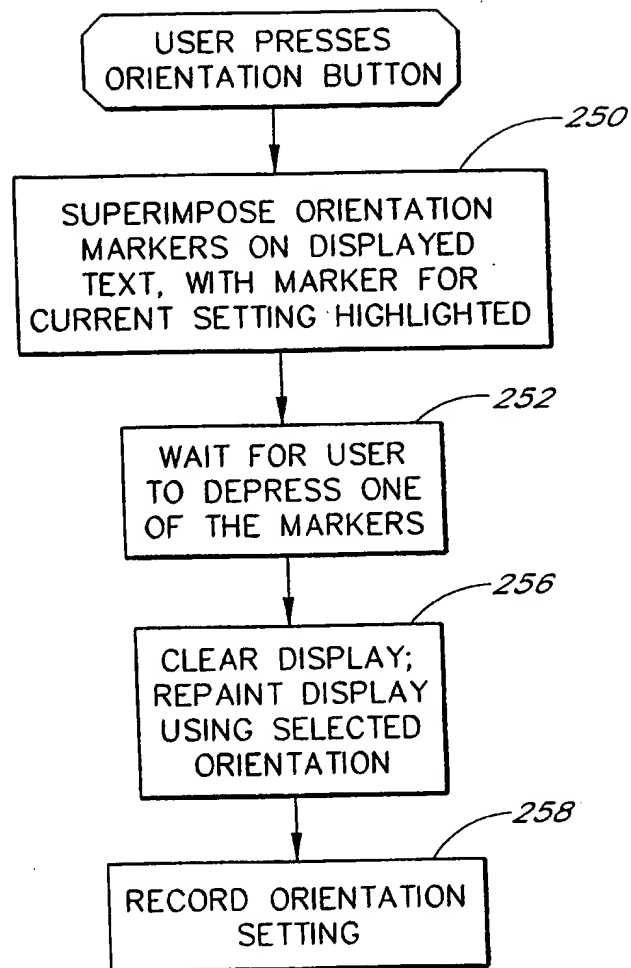 USER PRESSES
ORIENTATION BUTTON
250
SUPERIMPOSE ORIENTATION
MARKERS ON DISPLAYED
TEXT, WITH MARKER FOR
CURRENT SETTING HIGHLIGHTED
252
WAIT FOR USER
TO DEPRESS ONE
OF THE MARKERS
256
CLEAR DISPLAY;
REPAINT DISPLAY
USING SELECTED
ORIENTATION
258
RECORD ORIENTATION
SETTING